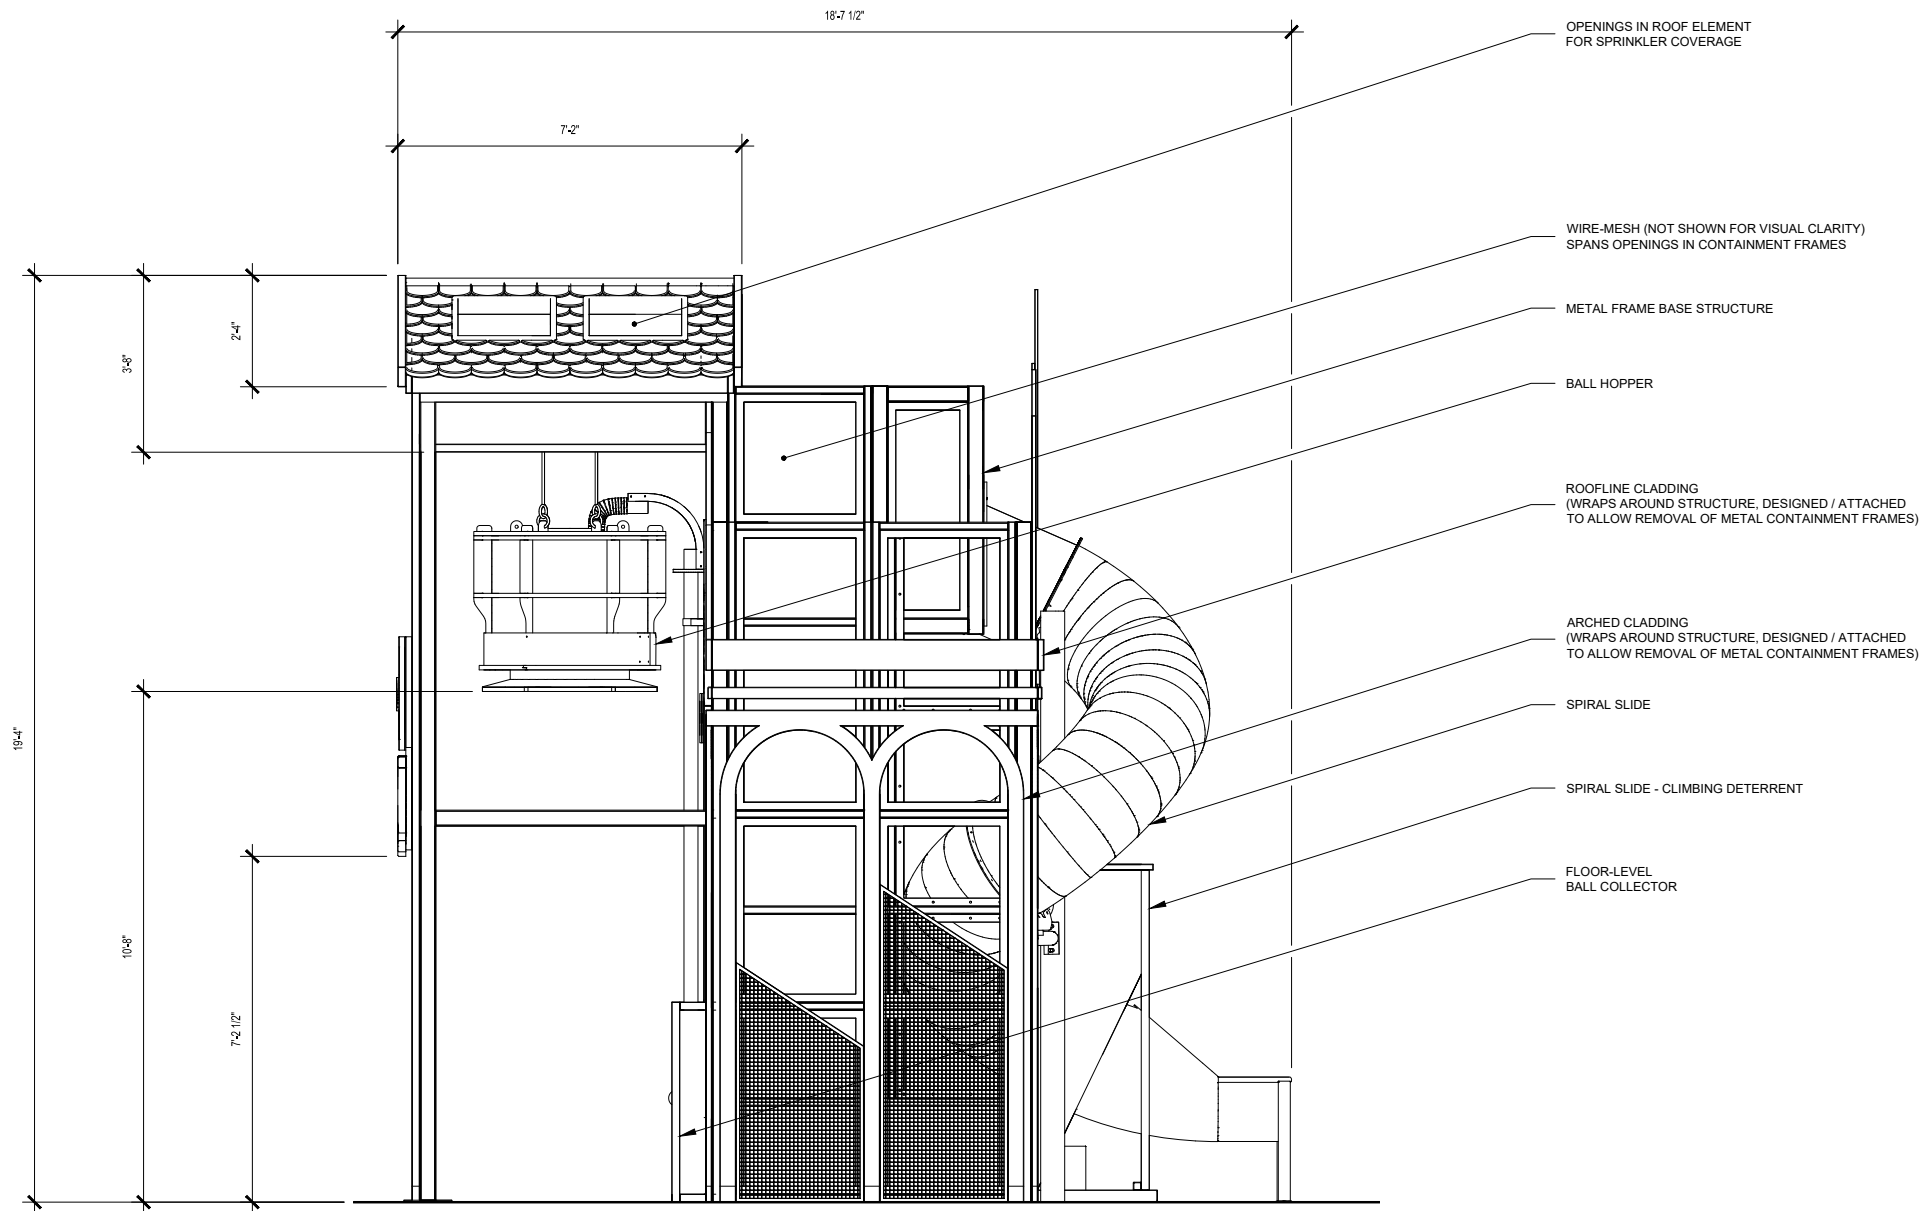 18'-7 1/2"
OPENINGS IN ROOF ELEMENT
FOR SPRINKLER COVERAGE
7'-2"
WIRE-MESH (NOT SHOWN FOR VISUAL CLARITY)
SPANS OPENINGS IN CONTAINMENT FRAMES
METAL FRAME BASE STRUCTURE
2'-4"
3'-8"
BALL HOPPER
ROOFLINE CLADDING
(WRAPS AROUND STRUCTURE, DESIGNED / ATTACHED
TO ALLOW REMOVAL OF METAL CONTAINMENT FRAMES)
ARCHED CLADDING
(WRAPS AROUND STRUCTURE, DESIGNED / ATTACHED
TO ALLOW REMOVAL OF METAL CONTAINMENT FRAMES)
SPIRAL SLIDE
19'-4"
SPIRAL SLIDE - CLIMBING DETERRENT
FLOOR-LEVEL
BALL COLLECTOR
10'-8"
7'-2 1/2"